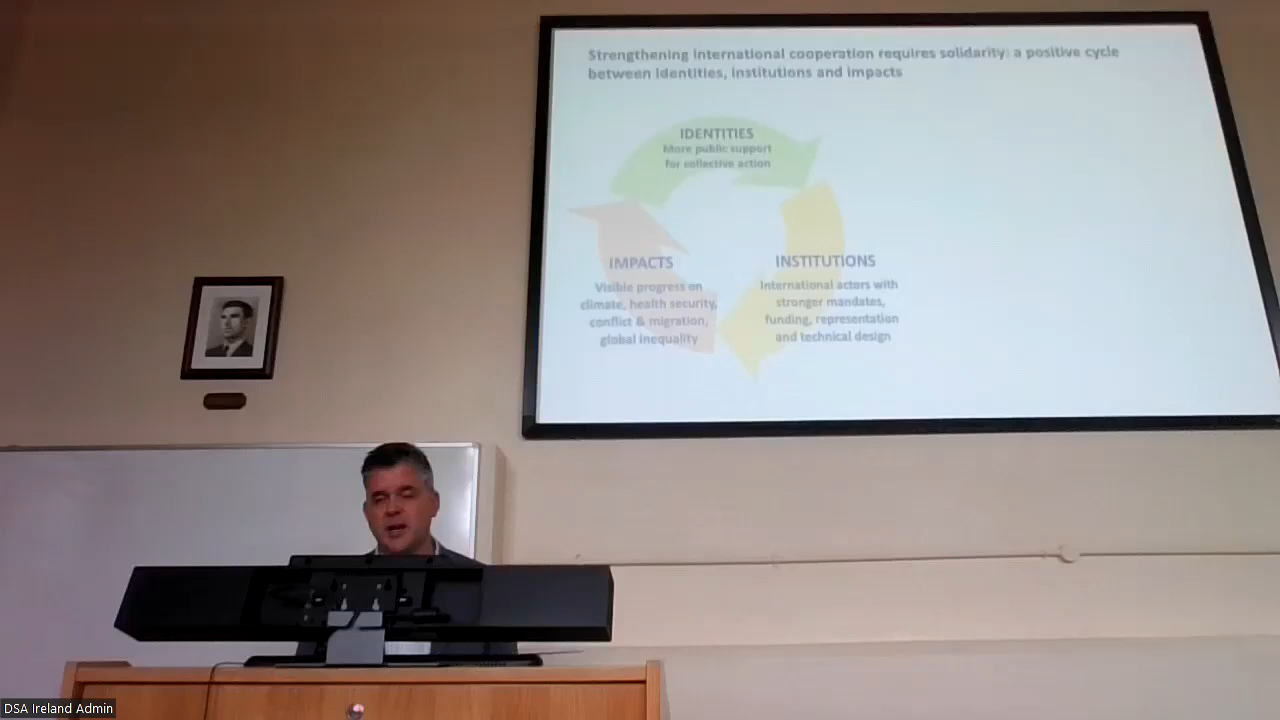 Strengthening international cooperation requires solidarity: a positive cycle
between identities, institutions and impacts
IDENTITIES
More public support
for collective action
IMPACTS
Visible progress on
climate, health security,
conflict & migration,
global inequality
INSTITUTIONS
International actors with
stronger mandates,
funding, representation
and technical design
DSA Ireland Admin